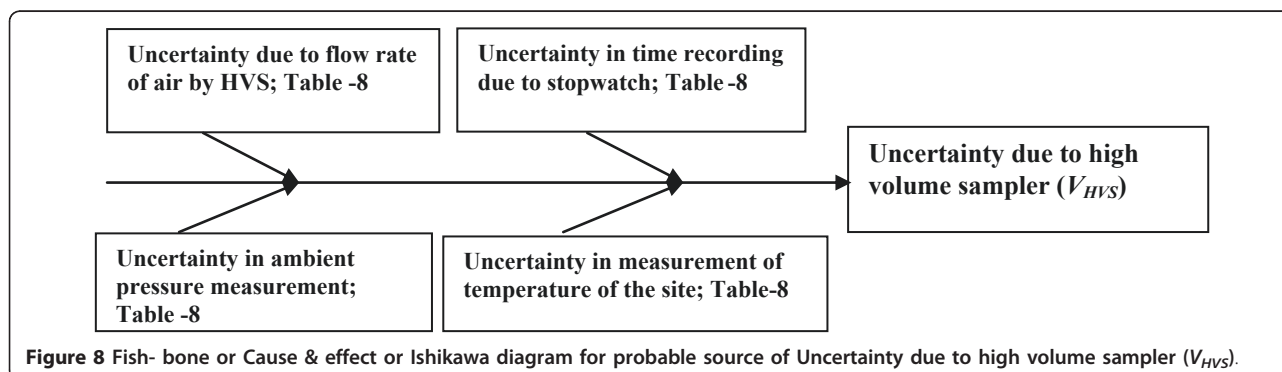 Uncertainty due to flow rate
of air by HVS; Table -8
Uncertainty in time recording
due to stopwatch; Table -8
Uncertainty due to high
volume sampler (V_HVS)
Uncertainty in ambient
pressure measurement;
Table -8
Uncertainty in measurement of
temperature of the site; Table-8
Figure 8 Fish- bone or Cause & effect or Ishikawa diagram for probable source of Uncertainty due to high volume sampler (V_HVS).